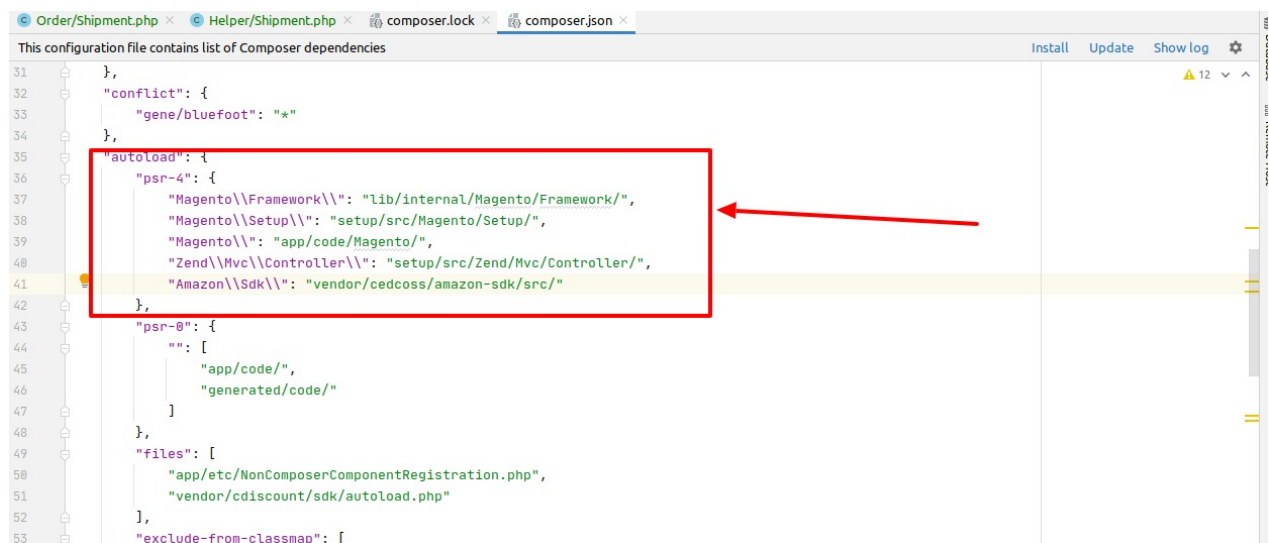 Order/Shipment.php × Helper/Shipment.php × composer.lock × composer.json ×
This configuration file contains list of Composer dependencies Install Update Show log
31 },
12
32 "conflict": {
33 "gene/bluefoot": "*"
34 },
35 "autoload": {
36 "psr-4": {
37 "Magento\\Framework\\": "lib/internal/Magento/Framework/",
38 "Magento\\Setup\\": "setup/src/Magento/Setup/",
39 "Magento\\": "app/code/Magento/",
40 "Zend\\Mvc\\Controller\\": "setup/src/Zend/Mvc/Controller/",
41 "Amazon\\Sdk\\": "vendor/cedcoss/amazon-sdk/src/"
42 },
43 "psr-0": {
44 "": [
45 "app/code/",
46 "generated/code/"
47 ]
48 },
49 "files": [
50 "app/etc/NonComposerComponentRegistration.php",
51 "vendor/cdiscount/sdk/autoload.php"
52 ],
53 "exclude-from-classmap": [